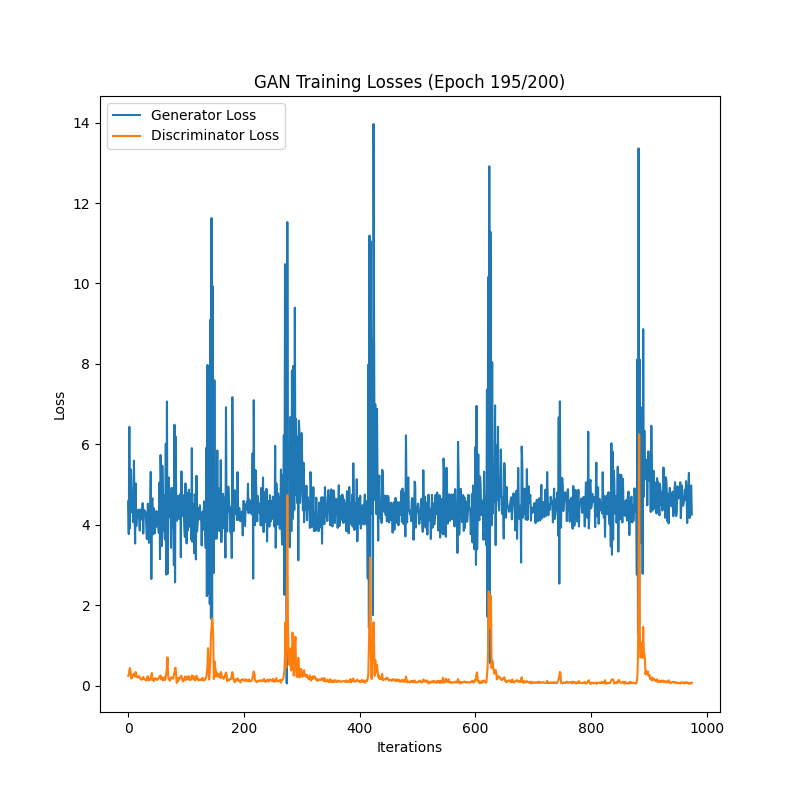 GAN Training Losses (Epoch 195/200)
Generator Loss
Discriminator Loss
14
12
10
8
6
4
2
0
Loss
0 200 400 600 800 1000
Iterations